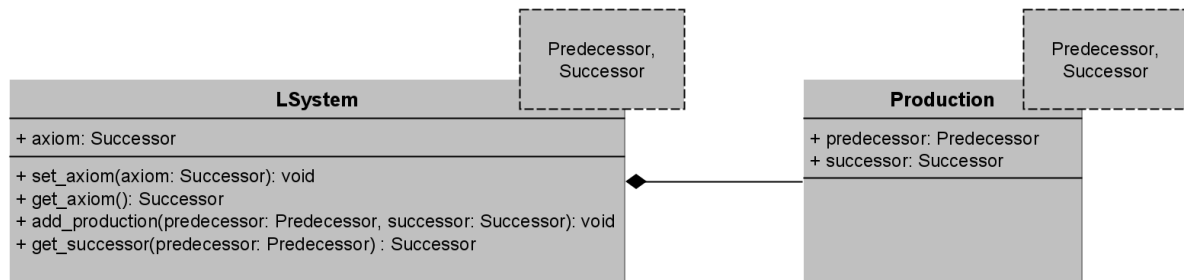 Predecessor,
Successor
LSystem
+ axiom: Successor
+ set_axiom(axiom: Successor): void
+ get_axiom(): Successor
+ add_production(predecessor: Predecessor, successor: Successor): void
+ get_successor(predecessor: Predecessor) : Successor
Predecessor,
Successor
Production
+ predecessor: Predecessor
+ successor: Successor